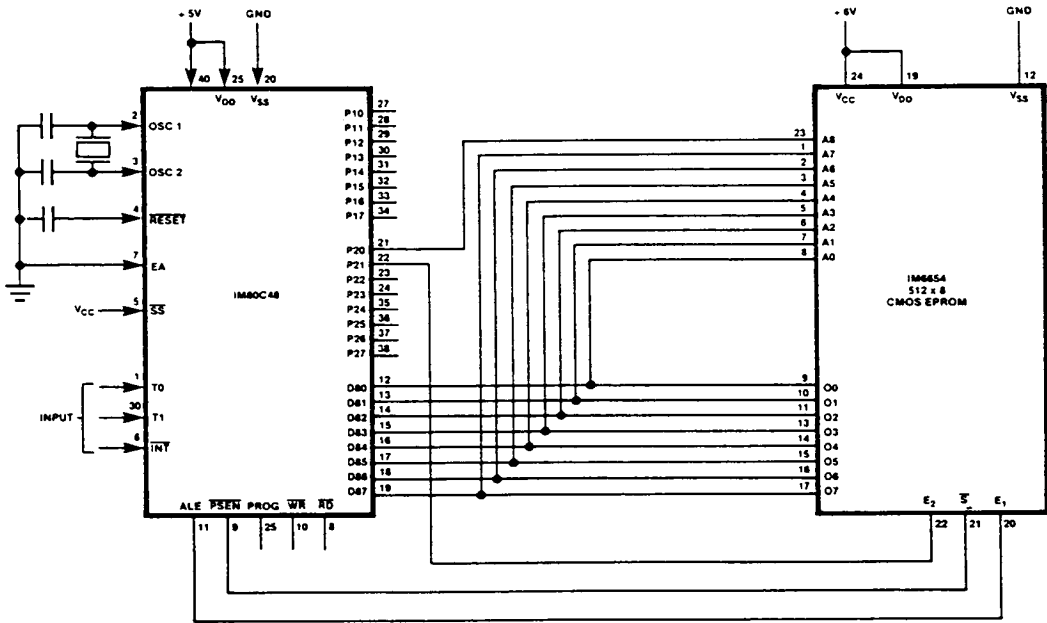 +5V GND
40 25 20
VDD VSS
2 OSC 1
3 OSC 2
4 RESET
7 EA
VCC 5 SS
INPUT
1 T0
30 T1
6 INT
IM80C48
P10 27
P11 28
P12 29
P13 30
P14 31
P15 32
P16 33
P17 34
P20 21
P21 22
P22 23
P23 24
P24 35
P25 36
P26 37
P27 38
DB0 12
DB1 13
DB2 14
DB3 15
DB4 16
DB5 17
DB6 18
DB7 19
ALE PSEN PROG WR RD
11 9 25 10 8
+6V GND
24 19 12
VCC VDD VSS
23 A8
1 A7
2 A6
3 A5
4 A4
5 A3
6 A2
7 A1
8 A0
IM6654
512 x 8
CMOS EPROM
9 O0
10 O1
11 O2
13 O3
14 O4
15 O5
16 O6
17 O7
E2 S E1
22 21 20